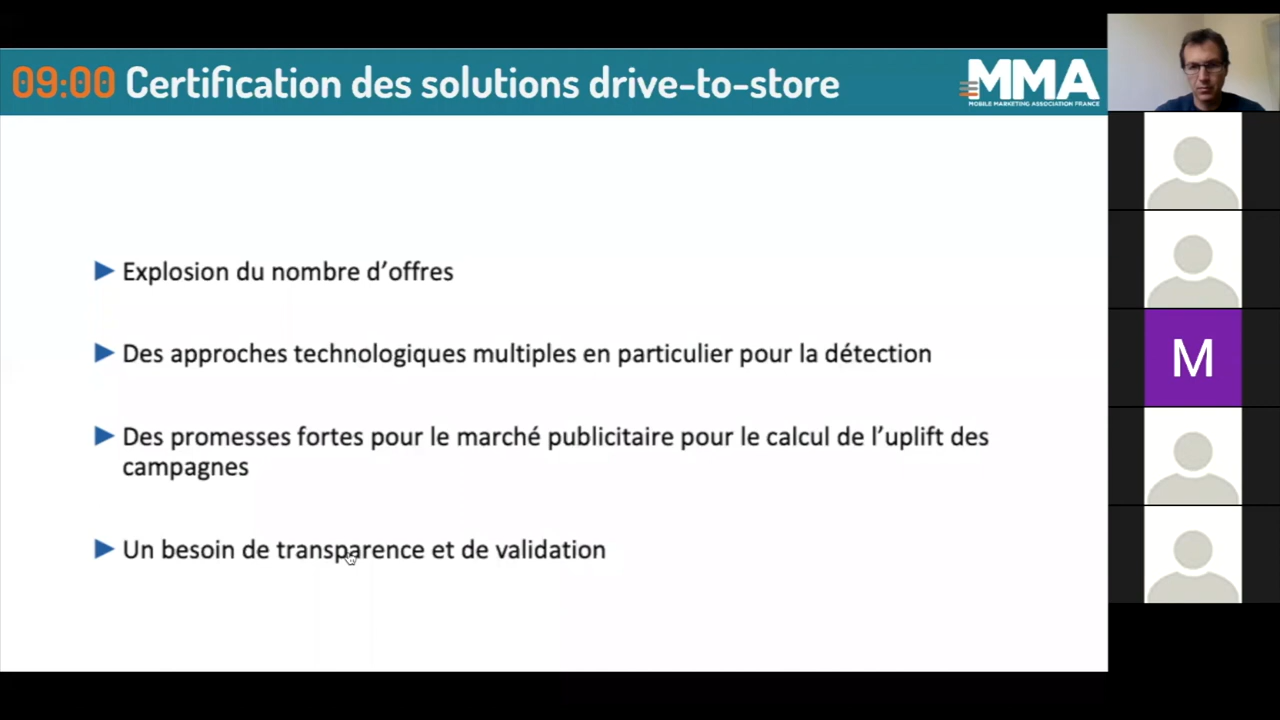 09:00 Certification des solutions drive-to-store
MMA
MOBILE MARKETING ASSOCIATION FRANCE
Explosion du nombre d'offres
Des approches technologiques multiples en particulier pour la détection
Des promesses fortes pour le marché publicitaire pour le calcul de l'uplift des
campagnes
Un besoin de transparence et de validation
M